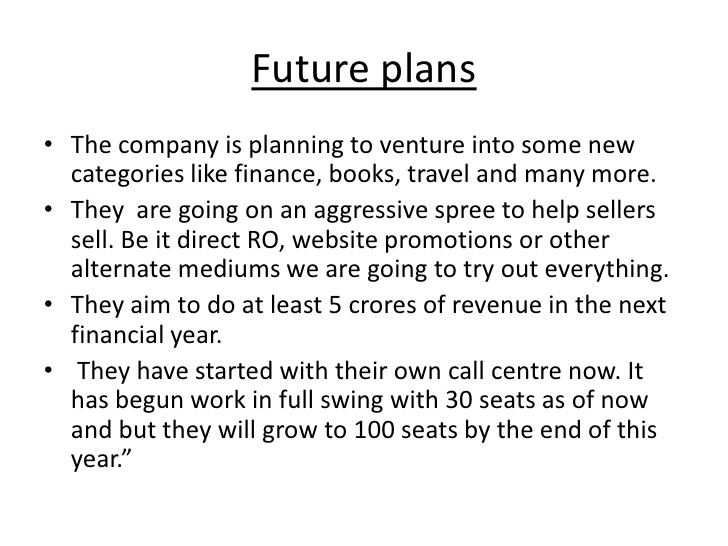 Future plans
• The company is planning to venture into some new
categories like finance, books, travel and many more.
• They  are going on an aggressive spree to help sellers
sell. Be it direct RO, website promotions or other
alternate mediums we are going to try out everything.
• They aim to do at least 5 crores of revenue in the next
financial year.
•  They have started with their own call centre now. It
has begun work in full swing with 30 seats as of now
and but they will grow to 100 seats by the end of this
year.”